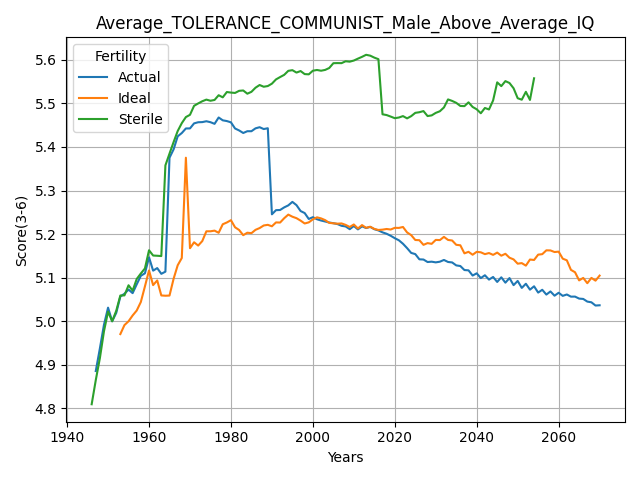 Average_TOLERANCE_COMMUNIST_Male_Above_Average_IQ
Fertility
Actual
Ideal
Sterile
Score(3-6)
5.6
5.5
5.4
5.3
5.2
5.1
5.0
4.9
4.8
1940 1960 1980 2000 2020 2040 2060
Years